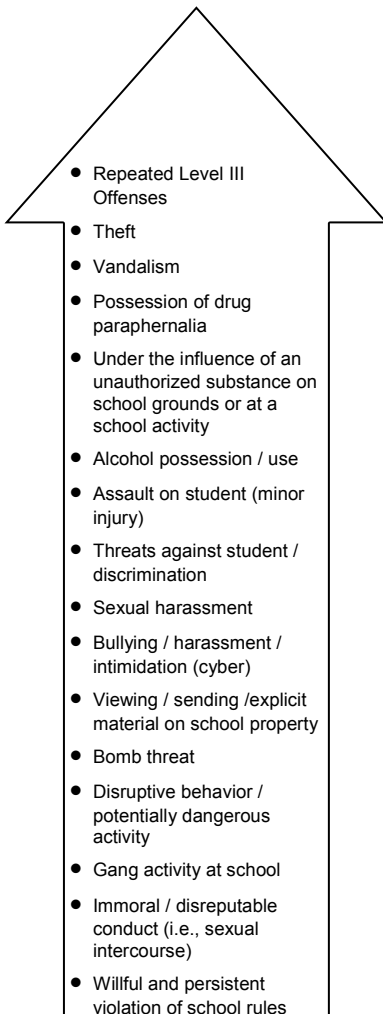 • Repeated Level III
Offenses
• Theft
• Vandalism
• Possession of drug
paraphernalia
• Under the influence of an
unauthorized substance on
school grounds or at a
school activity
• Alcohol possession / use
• Assault on student (minor
injury)
• Threats against student /
discrimination
• Sexual harassment
• Bullying / harassment /
intimidation (cyber)
• Viewing / sending /explicit
material on school property
• Bomb threat
• Disruptive behavior /
potentially dangerous
activity
• Gang activity at school
• Immoral / disreputable
conduct (i.e., sexual
intercourse)
• Willful and persistent
violation of school rules